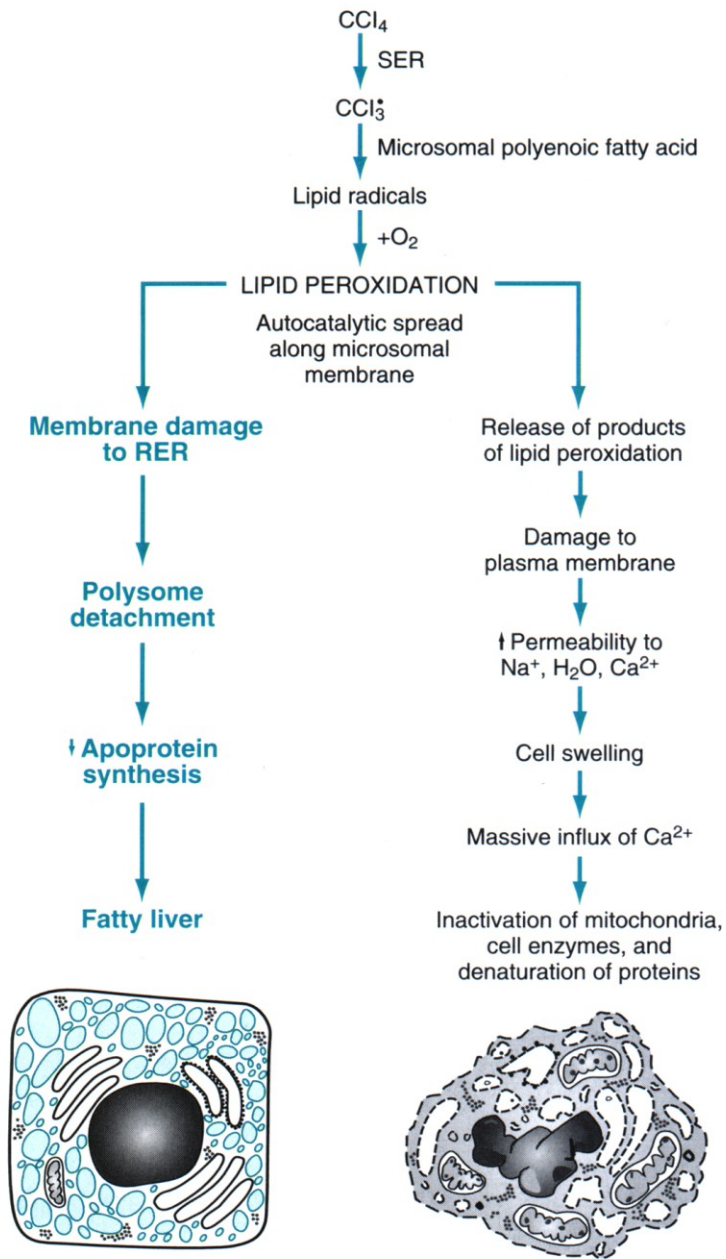 CCl₄
SER
CCl₃•
Microsomal polyenoic fatty acid
Lipid radicals
+O₂
LIPID PEROXIDATION
Autocatalytic spread
along microsomal
membrane
Membrane damage
to RER
Polysome
detachment
↓ Apoprotein
synthesis
Fatty liver
Release of products
of lipid peroxidation
Damage to
plasma membrane
↑ Permeability to
Na⁺, H₂O, Ca²⁺
Cell swelling
Massive influx of Ca²⁺
Inactivation of mitochondria,
cell enzymes, and
denaturation of proteins